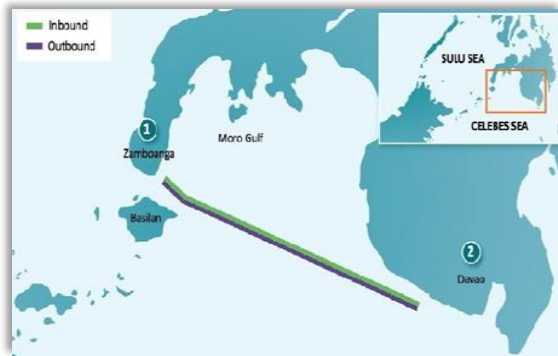 Inbound
Outbound
SULU SEA
CELEBES SEA
1
Zamboanga
Moro Gulf
Basilan
2
Davao